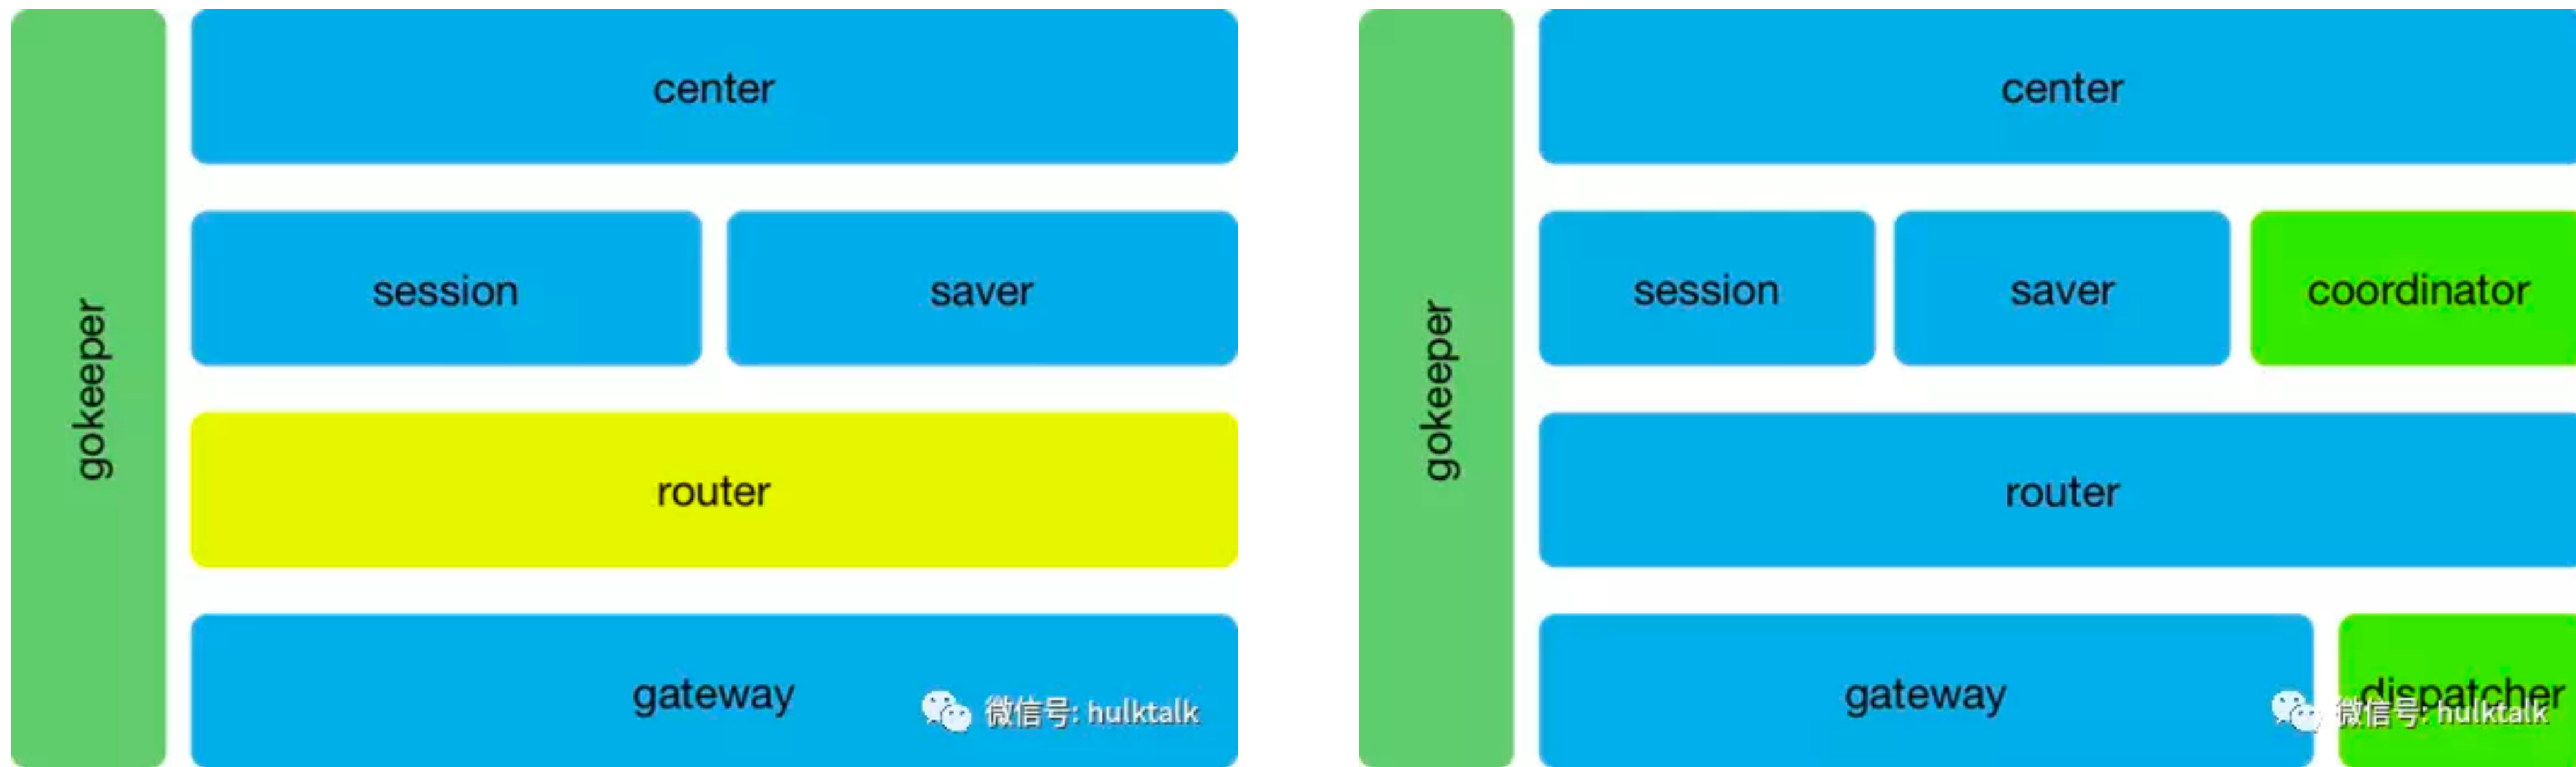 gokeeper
center
session
saver
router
gateway
微信号: hulktalk
gokeeper
center
session
saver
coordinator
router
gateway
dispatcher
微信号: hulktalk